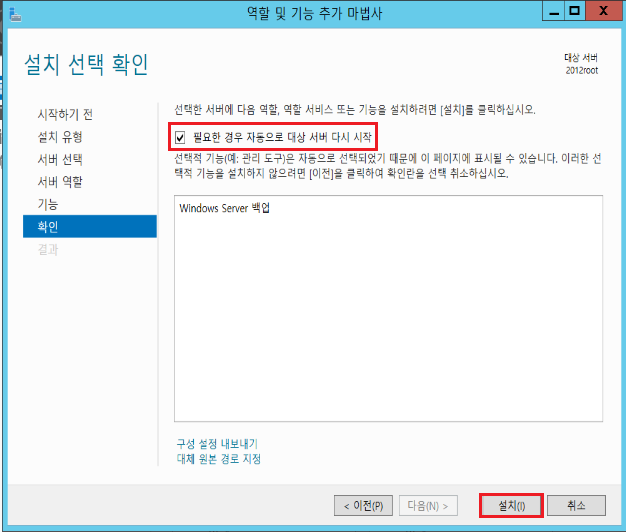 역할 및 기능 추가 마법사
설치 선택 확인
대상 서버
2012root
시작하기 전
설치 유형
서버 선택
서버 역할
기능
확인
결과
선택한 서버에 다음 역할, 역할 서비스 또는 기능을 설치하려면 [설치]를 클릭하십시오.
필요한 경우 자동으로 대상 서버 다시 시작
선택적 기능(예: 관리 도구)은 자동으로 선택되었기 때문에 이 페이지에 표시될 수 있습니다. 이러한 선
택적 기능을 설치하지 않으려면 [이전]을 클릭하여 확인란을 선택 취소하십시오.
Windows Server 백업
구성 설정 내보내기
대체 원본 경로 지정
< 이전(P)
다음(N) >
설치(I)
취소